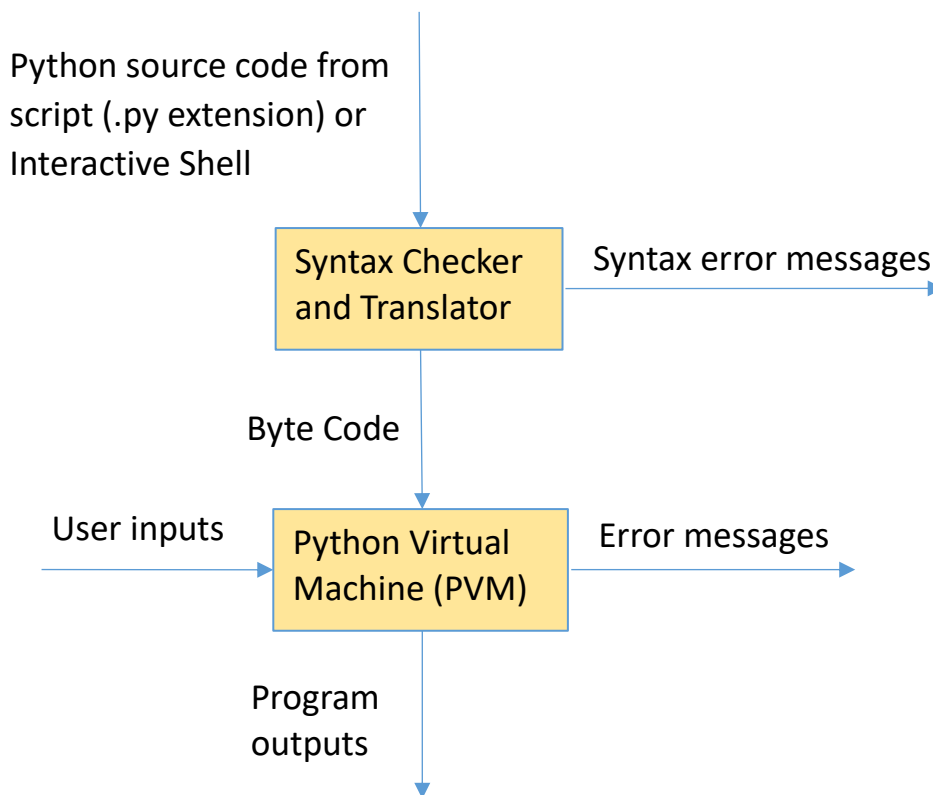 Python source code from
script (.py extension) or
Interactive Shell
Syntax Checker
and Translator
Syntax error messages
Byte Code
User inputs
Python Virtual
Machine (PVM)
Error messages
Program
outputs